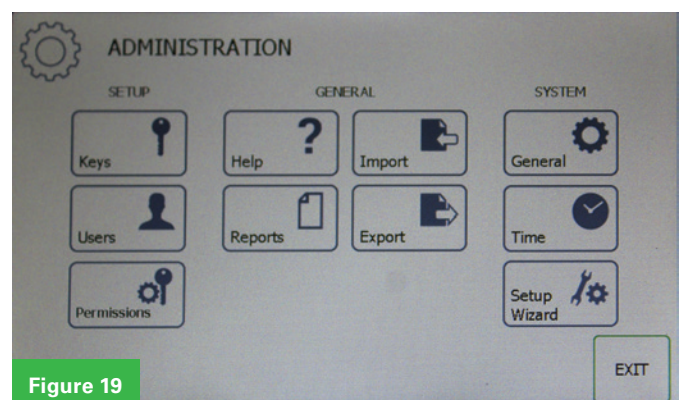 ADMINISTRATION
SETUP
Keys
Users
Permissions
GENERAL
Help
Import
Reports
Export
SYSTEM
General
Time
Setup
Wizard
EXIT
Figure 19